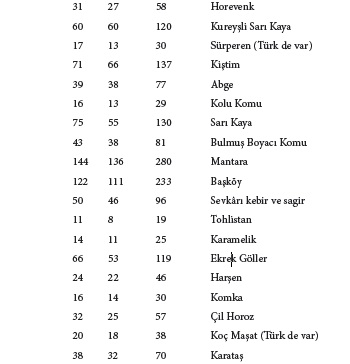 31 27 58 Horevenk
60 60 120 Kureyşli Sarı Kaya
17 13 30 Sürperen (Türk de var)
71 66 137 Kiştim
39 38 77 Abge
16 13 29 Kolu Komu
75 55 130 Sarı Kaya
43 38 81 Bulmuş Boyacı Komu
144 136 280 Mantara
122 111 233 Başköy
50 46 96 Sevkârı kebir ve sagir
11 8 19 Tohlistan
14 11 25 Karamelik
66 53 119 Ekrek Göller
24 22 46 Harşen
16 14 30 Komka
32 25 57 Çil Horoz
20 18 38 Koç Maşat (Türk de var)
38 32 70 Karataş